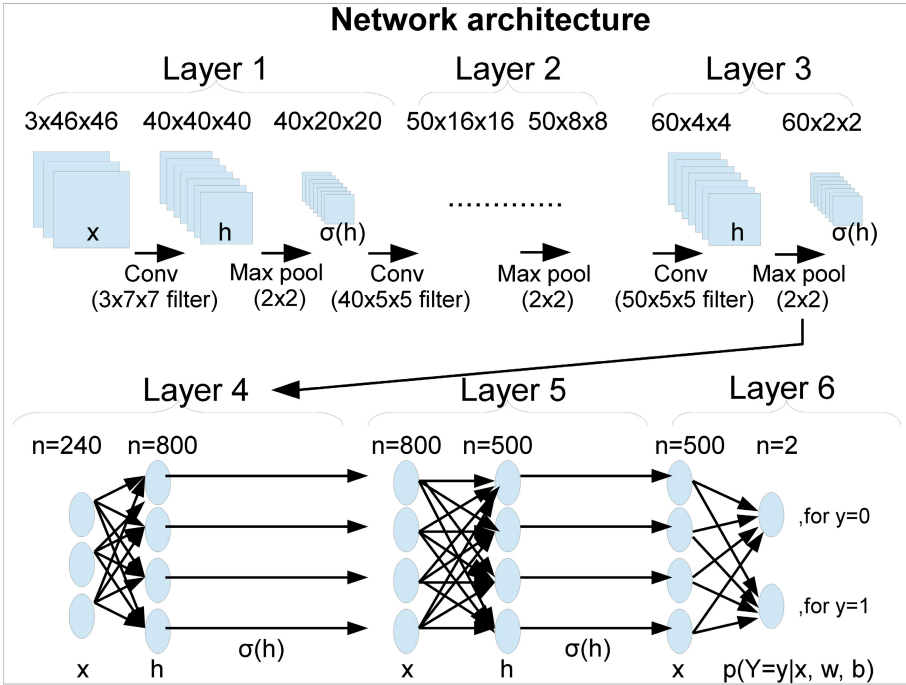 Network architecture
Layer 1 Layer 2 Layer 3
3x46x46 40x40x40 40x20x20 50x16x16 50x8x8 60x4x4 60x2x2
x h σ(h) ............. h σ(h)
Conv Max pool Conv Max pool Conv Max pool
(3x7x7 filter) (2x2) (40x5x5 filter) (2x2) (50x5x5 filter) (2x2)
Layer 4 Layer 5 Layer 6
n=240 n=800 n=800 n=500 n=500 n=2
,for y=0
,for y=1
σ(h) σ(h)
x h x h x p(Y=y|x, w, b)